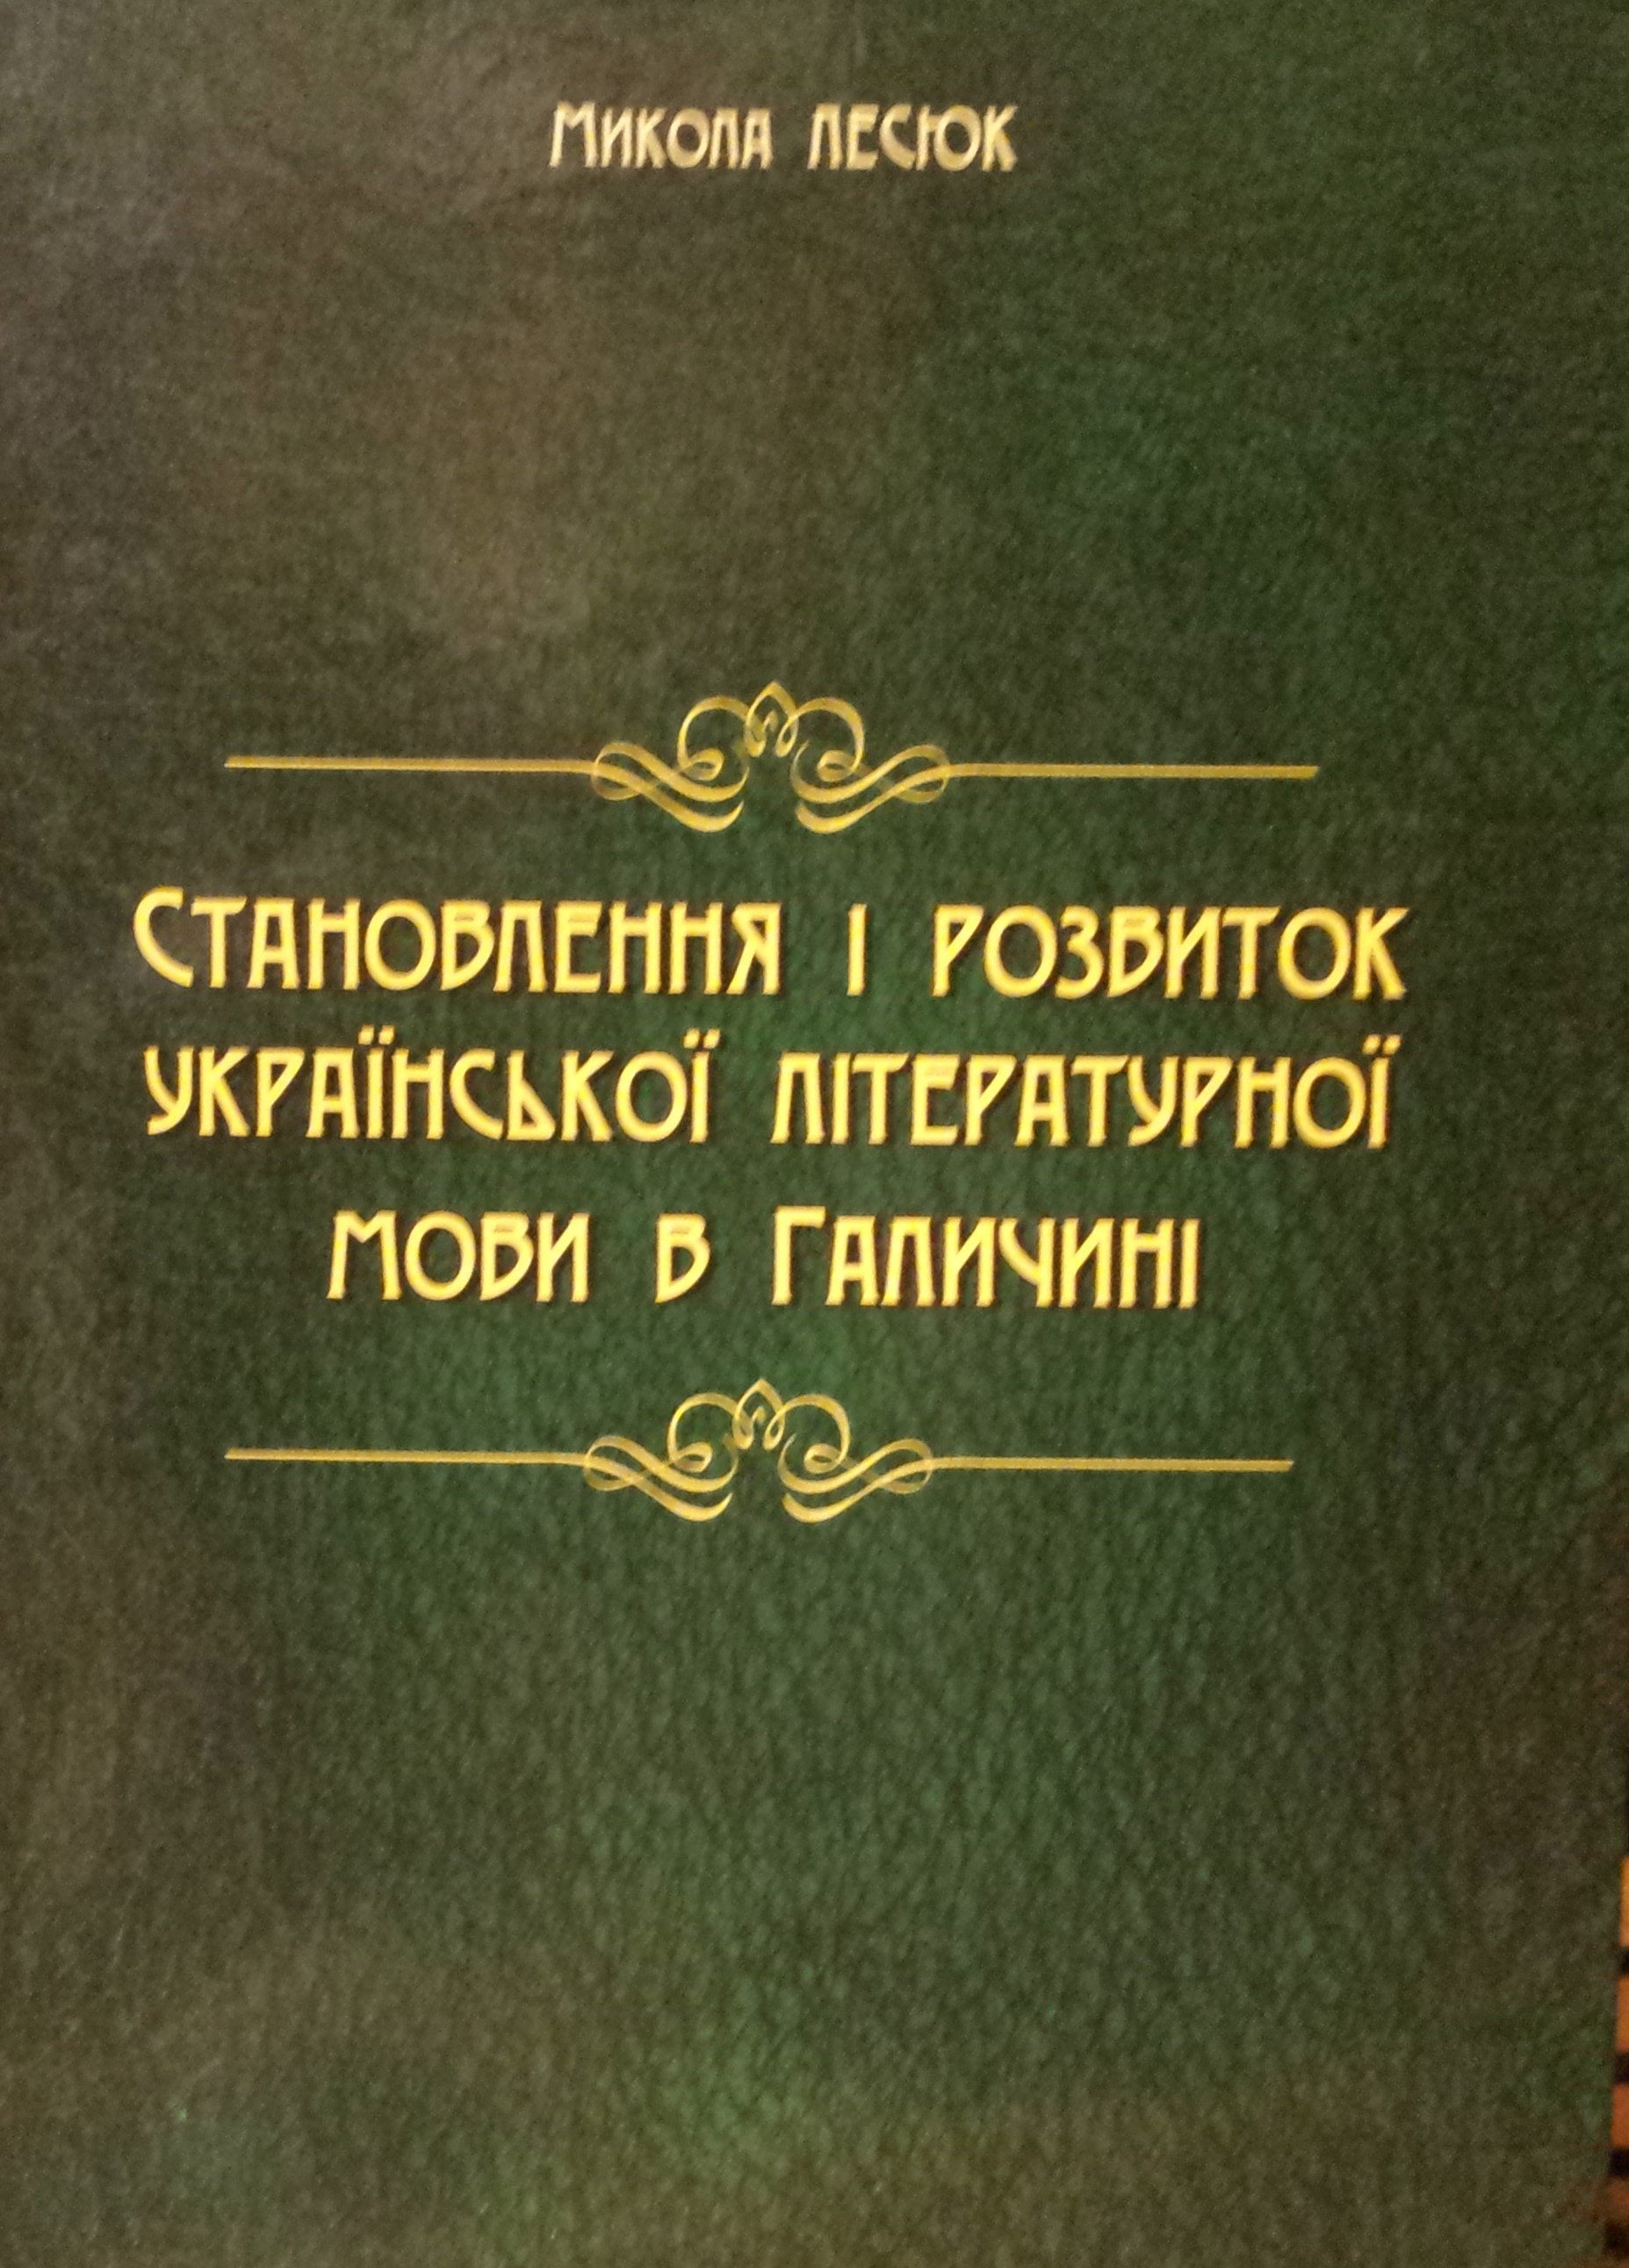 Микола ЛЕСЮК
Становлення і розвиток
української літературної
мови в Галичині